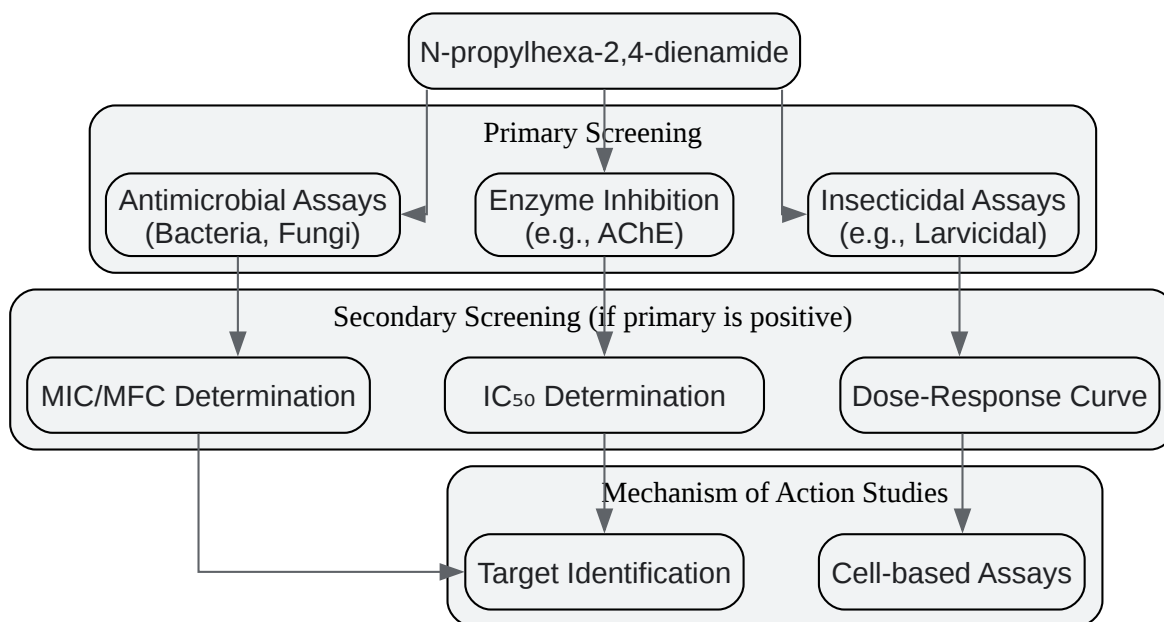 N-propylhexa-2,4-dienamide
Primary Screening
Antimicrobial Assays
(Bacteria, Fungi)
Enzyme Inhibition
(e.g., AChE)
Insecticidal Assays
(e.g., Larvicidal)
Secondary Screening (if primary is positive)
MIC/MFC Determination
IC₅₀ Determination
Dose-Response Curve
Mechanism of Action Studies
Target Identification
Cell-based Assays